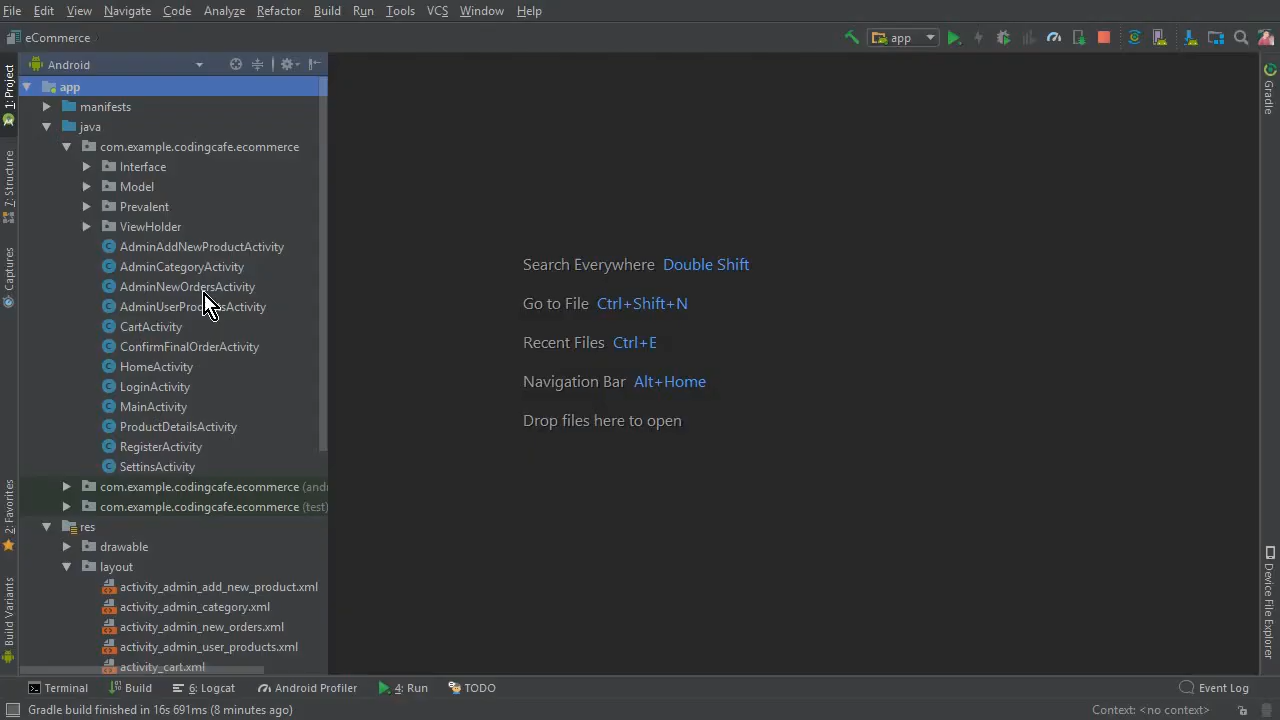 File Edit View Navigate Code Analyze Refactor Build Run Tools VCS Window Help
eCommerce
app
Android
app
manifests
java
com.example.codingcafe.ecommerce
Interface
Model
Prevalent
ViewHolder
AdminAddNewProductActivity
AdminCategoryActivity
AdminNewOrdersActivity
AdminUserProductsActivity
CartActivity
ConfirmFinalOrderActivity
HomeActivity
LoginActivity
MainActivity
ProductDetailsActivity
RegisterActivity
SettinsActivity
com.example.codingcafe.ecommerce (and
com.example.codingcafe.ecommerce (test)
res
drawable
layout
activity_admin_add_new_product.xml
activity_admin_category.xml
activity_admin_new_orders.xml
activity_admin_user_products.xml
activity_cart.xml
1: Project
7: Structure
Captures
2: Favorites
Build Variants
Search Everywhere Double Shift
Go to File Ctrl+Shift+N
Recent Files Ctrl+E
Navigation Bar Alt+Home
Drop files here to open
Gradle
Device File Explorer
Terminal Build 6: Logcat Android Profiler 4: Run TODO Event Log
Gradle build finished in 16s 691ms (8 minutes ago) Context: <no context>